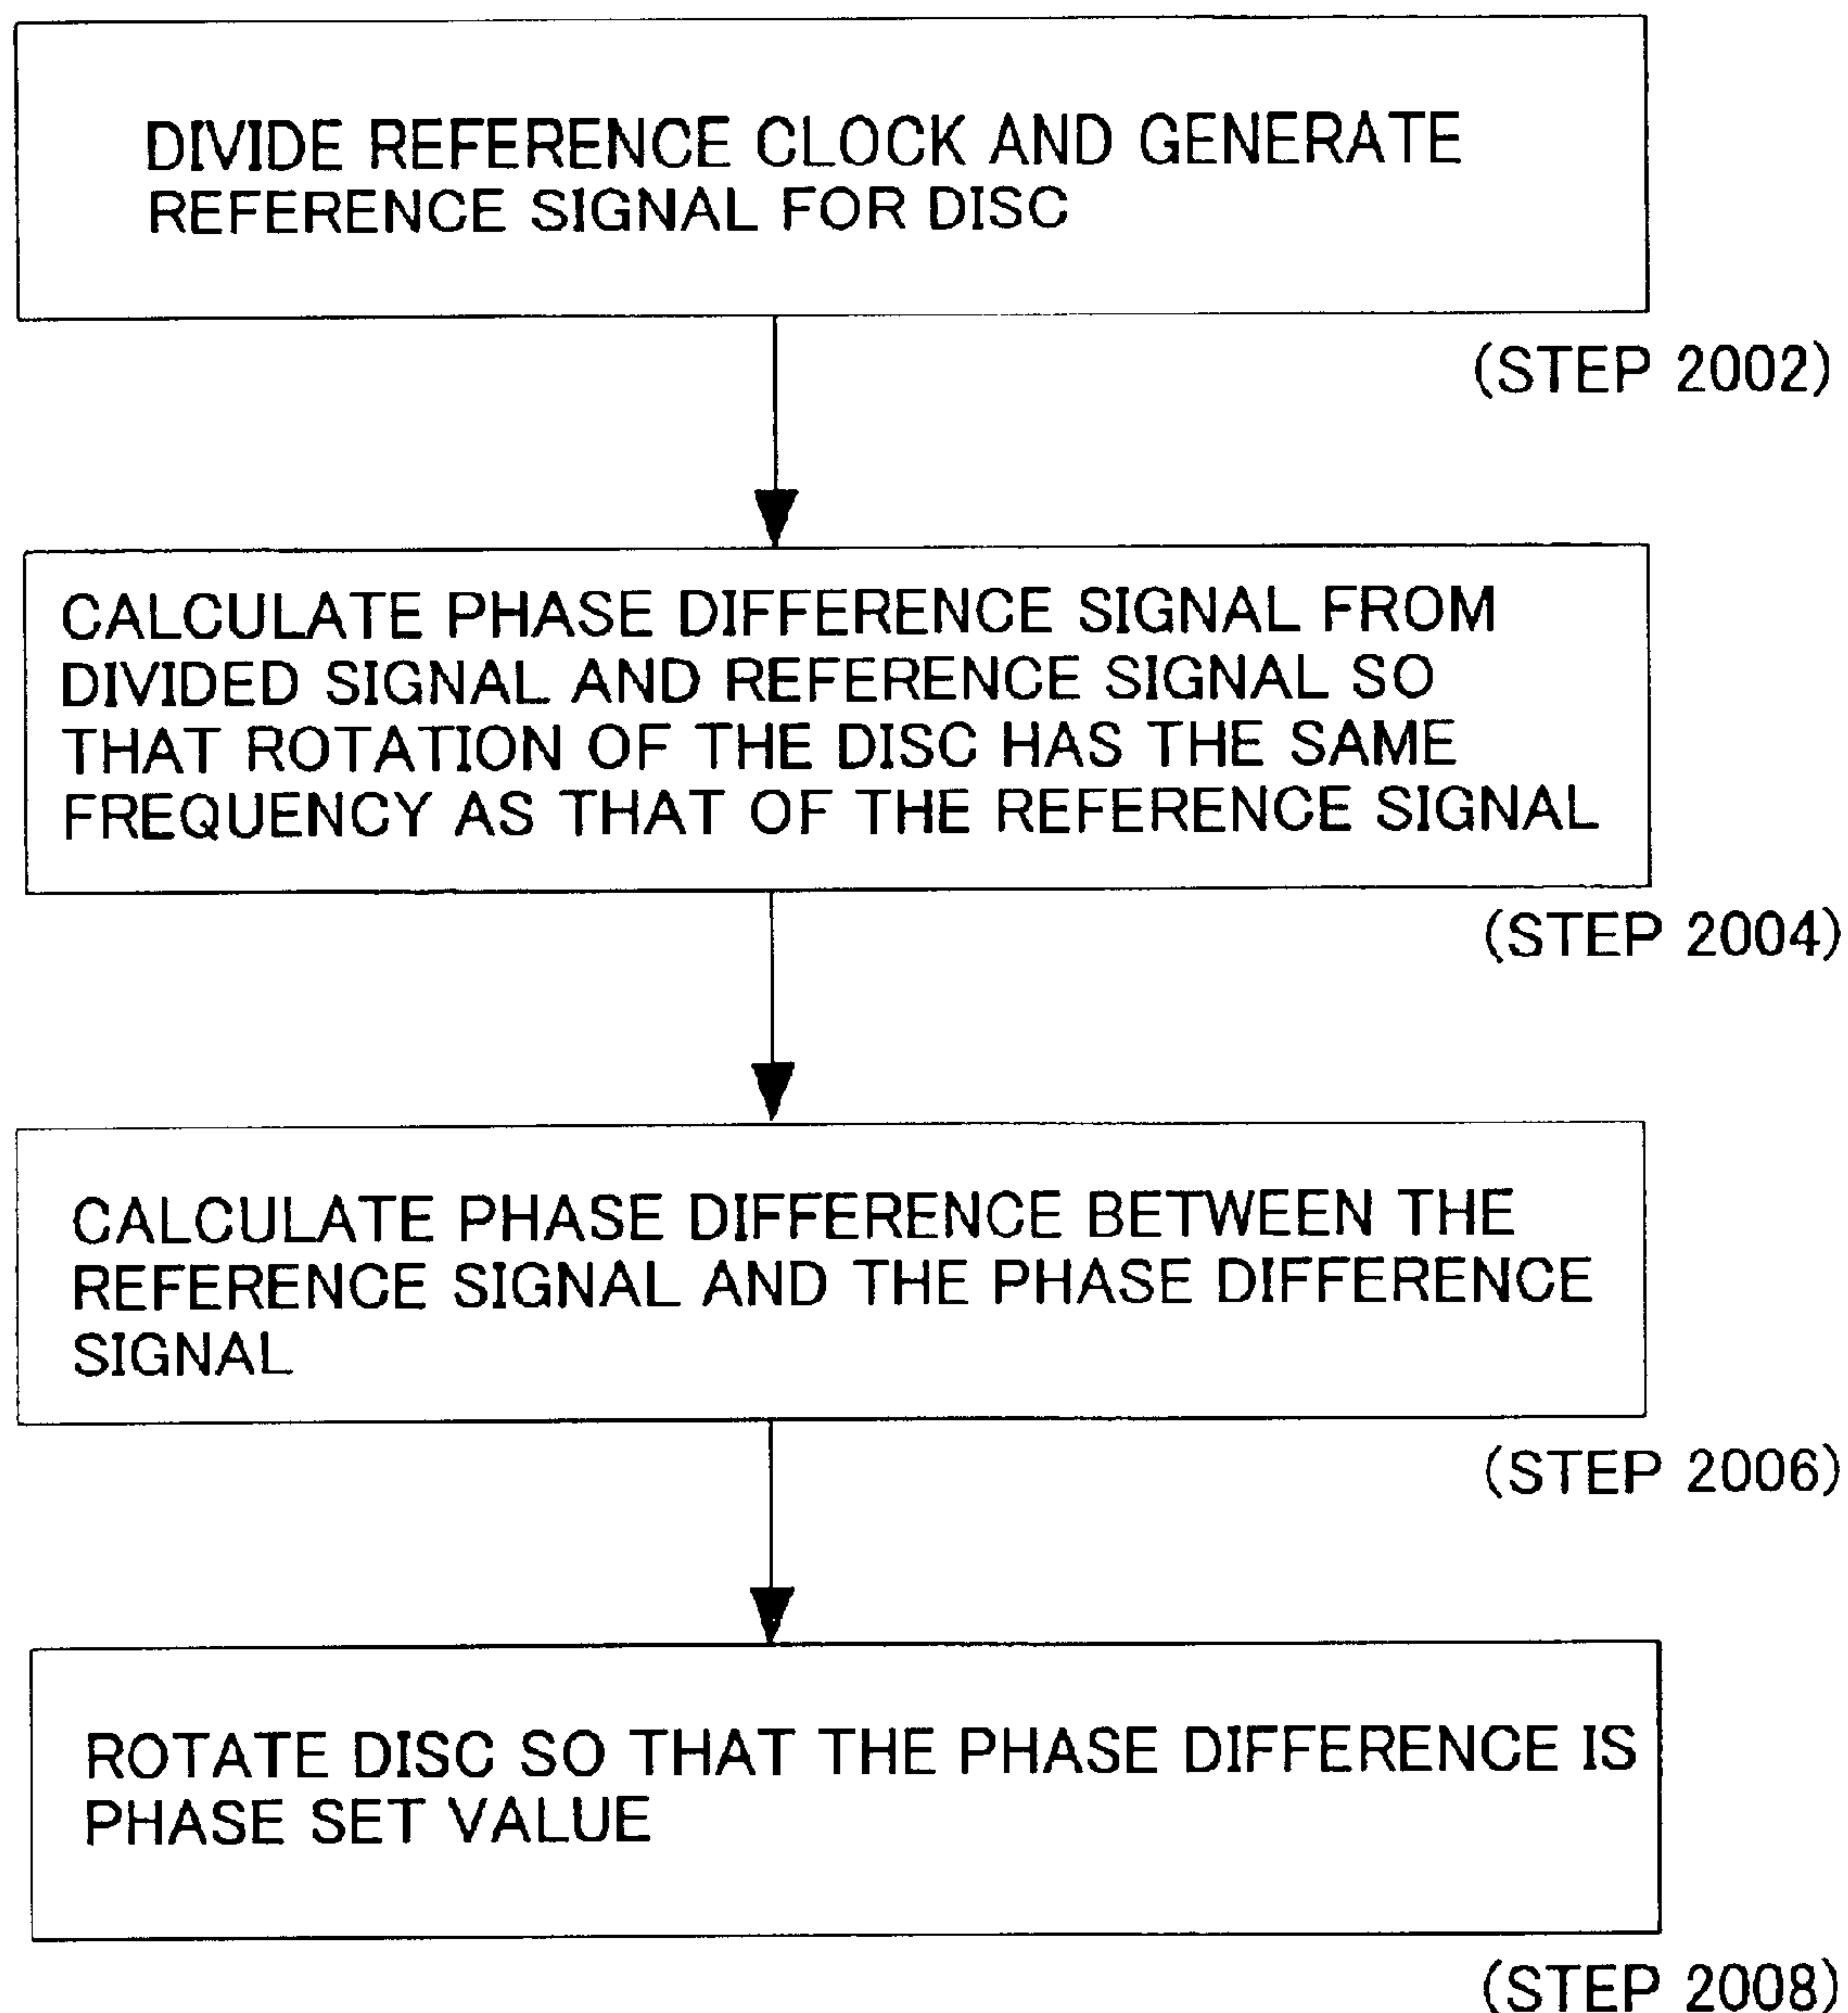 DIVIDE REFERENCE CLOCK AND GENERATE
REFERENCE SIGNAL FOR DISC
(STEP 2002)
CALCULATE PHASE DIFFERENCE SIGNAL FROM
DIVIDED SIGNAL AND REFERENCE SIGNAL SO
THAT ROTATION OF THE DISC HAS THE SAME
FREQUENCY AS THAT OF THE REFERENCE SIGNAL
(STEP 2004)
CALCULATE PHASE DIFFERENCE BETWEEN THE
REFERENCE SIGNAL AND THE PHASE DIFFERENCE
SIGNAL
(STEP 2006)
ROTATE DISC SO THAT THE PHASE DIFFERENCE IS
PHASE SET VALUE
(STEP 2008)